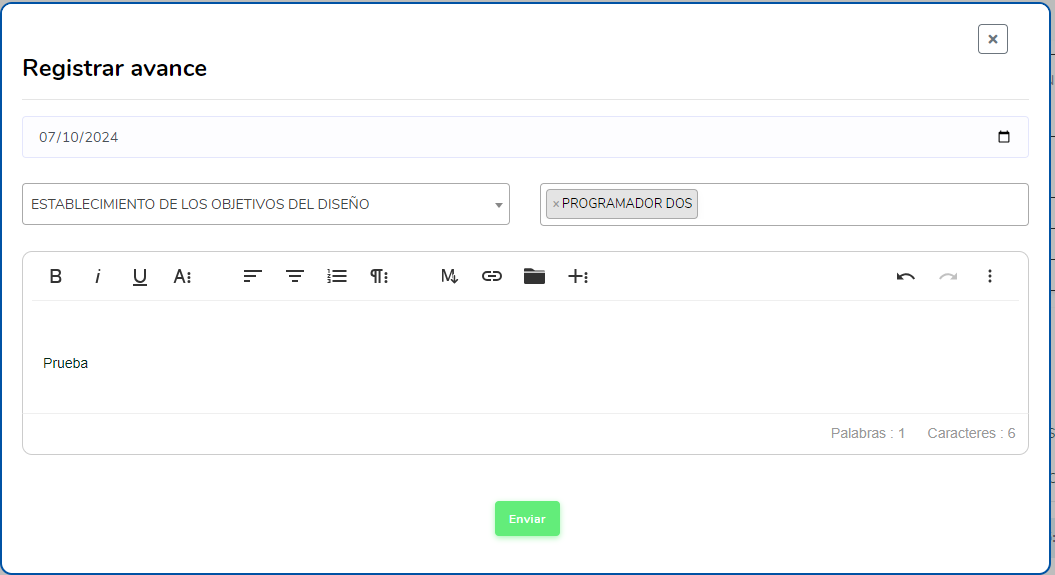 ×
Registrar avance
07/10/2024
ESTABLECIMIENTO DE LOS OBJETIVOS DEL DISEÑO
× PROGRAMADOR DOS
B i U A
M
Prueba
Palabras : 1 Caracteres : 6
Enviar